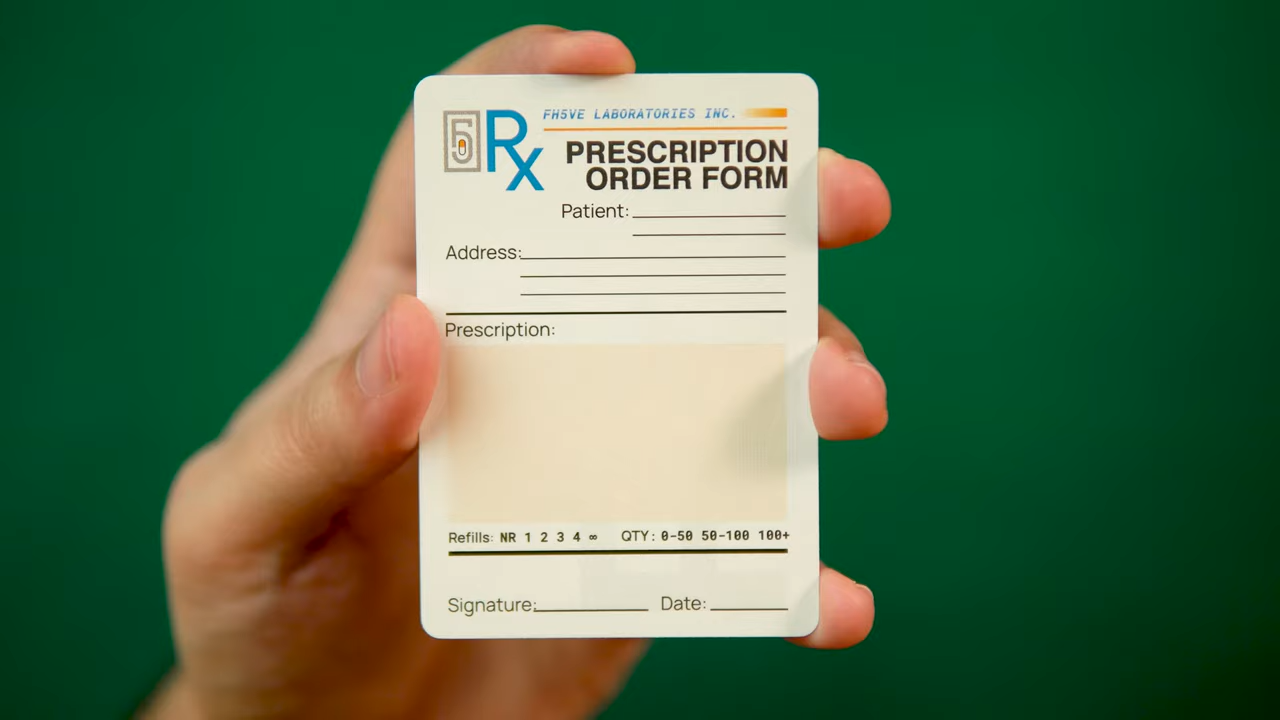 5 Rx
FH5VE LABORATORIES INC.
PRESCRIPTION
ORDER FORM
Patient:
Address:
Prescription:
Refills: NR 1 2 3 4 ∞ QTY: 0-50 50-100 100+
Signature: Date: